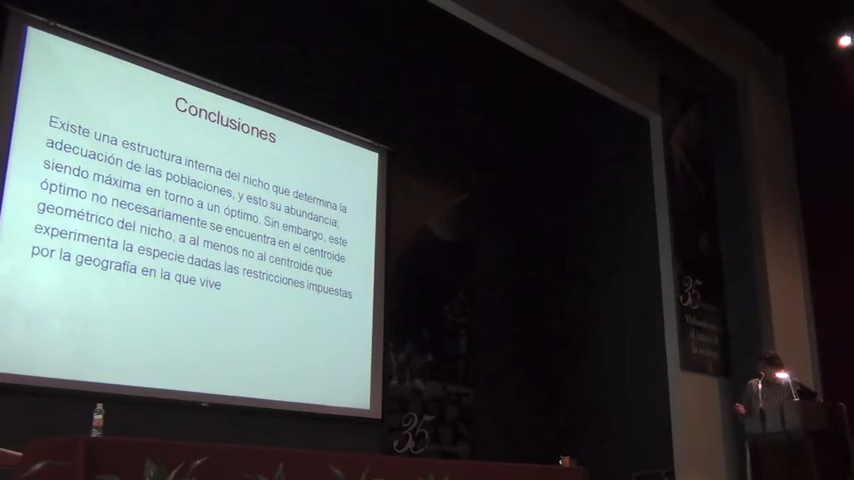 Conclusiones
Existe una estructura interna del nicho que determina la
adecuación de las poblaciones, y esto su abundancia;
siendo máxima en torno a un óptimo. Sin embargo, este
óptimo no necesariamente se encuentra en el centroide
geométrico del nicho, a al menos no al centroide que
experimenta la especie dadas las restricciones impuestas
por la geografía en la que vive
35
35